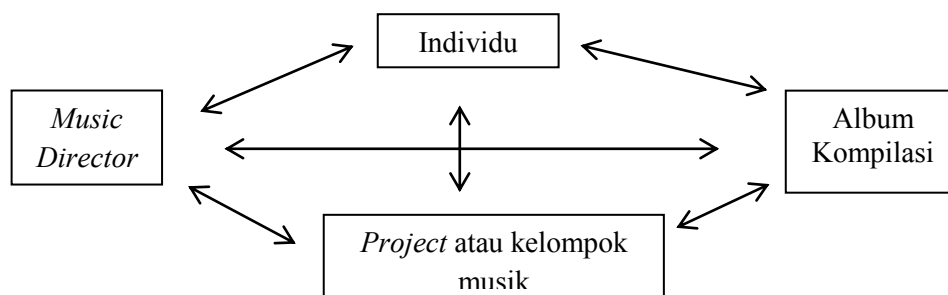 Individu
Music
Director
Album
Kompilasi
Project atau kelompok
musik